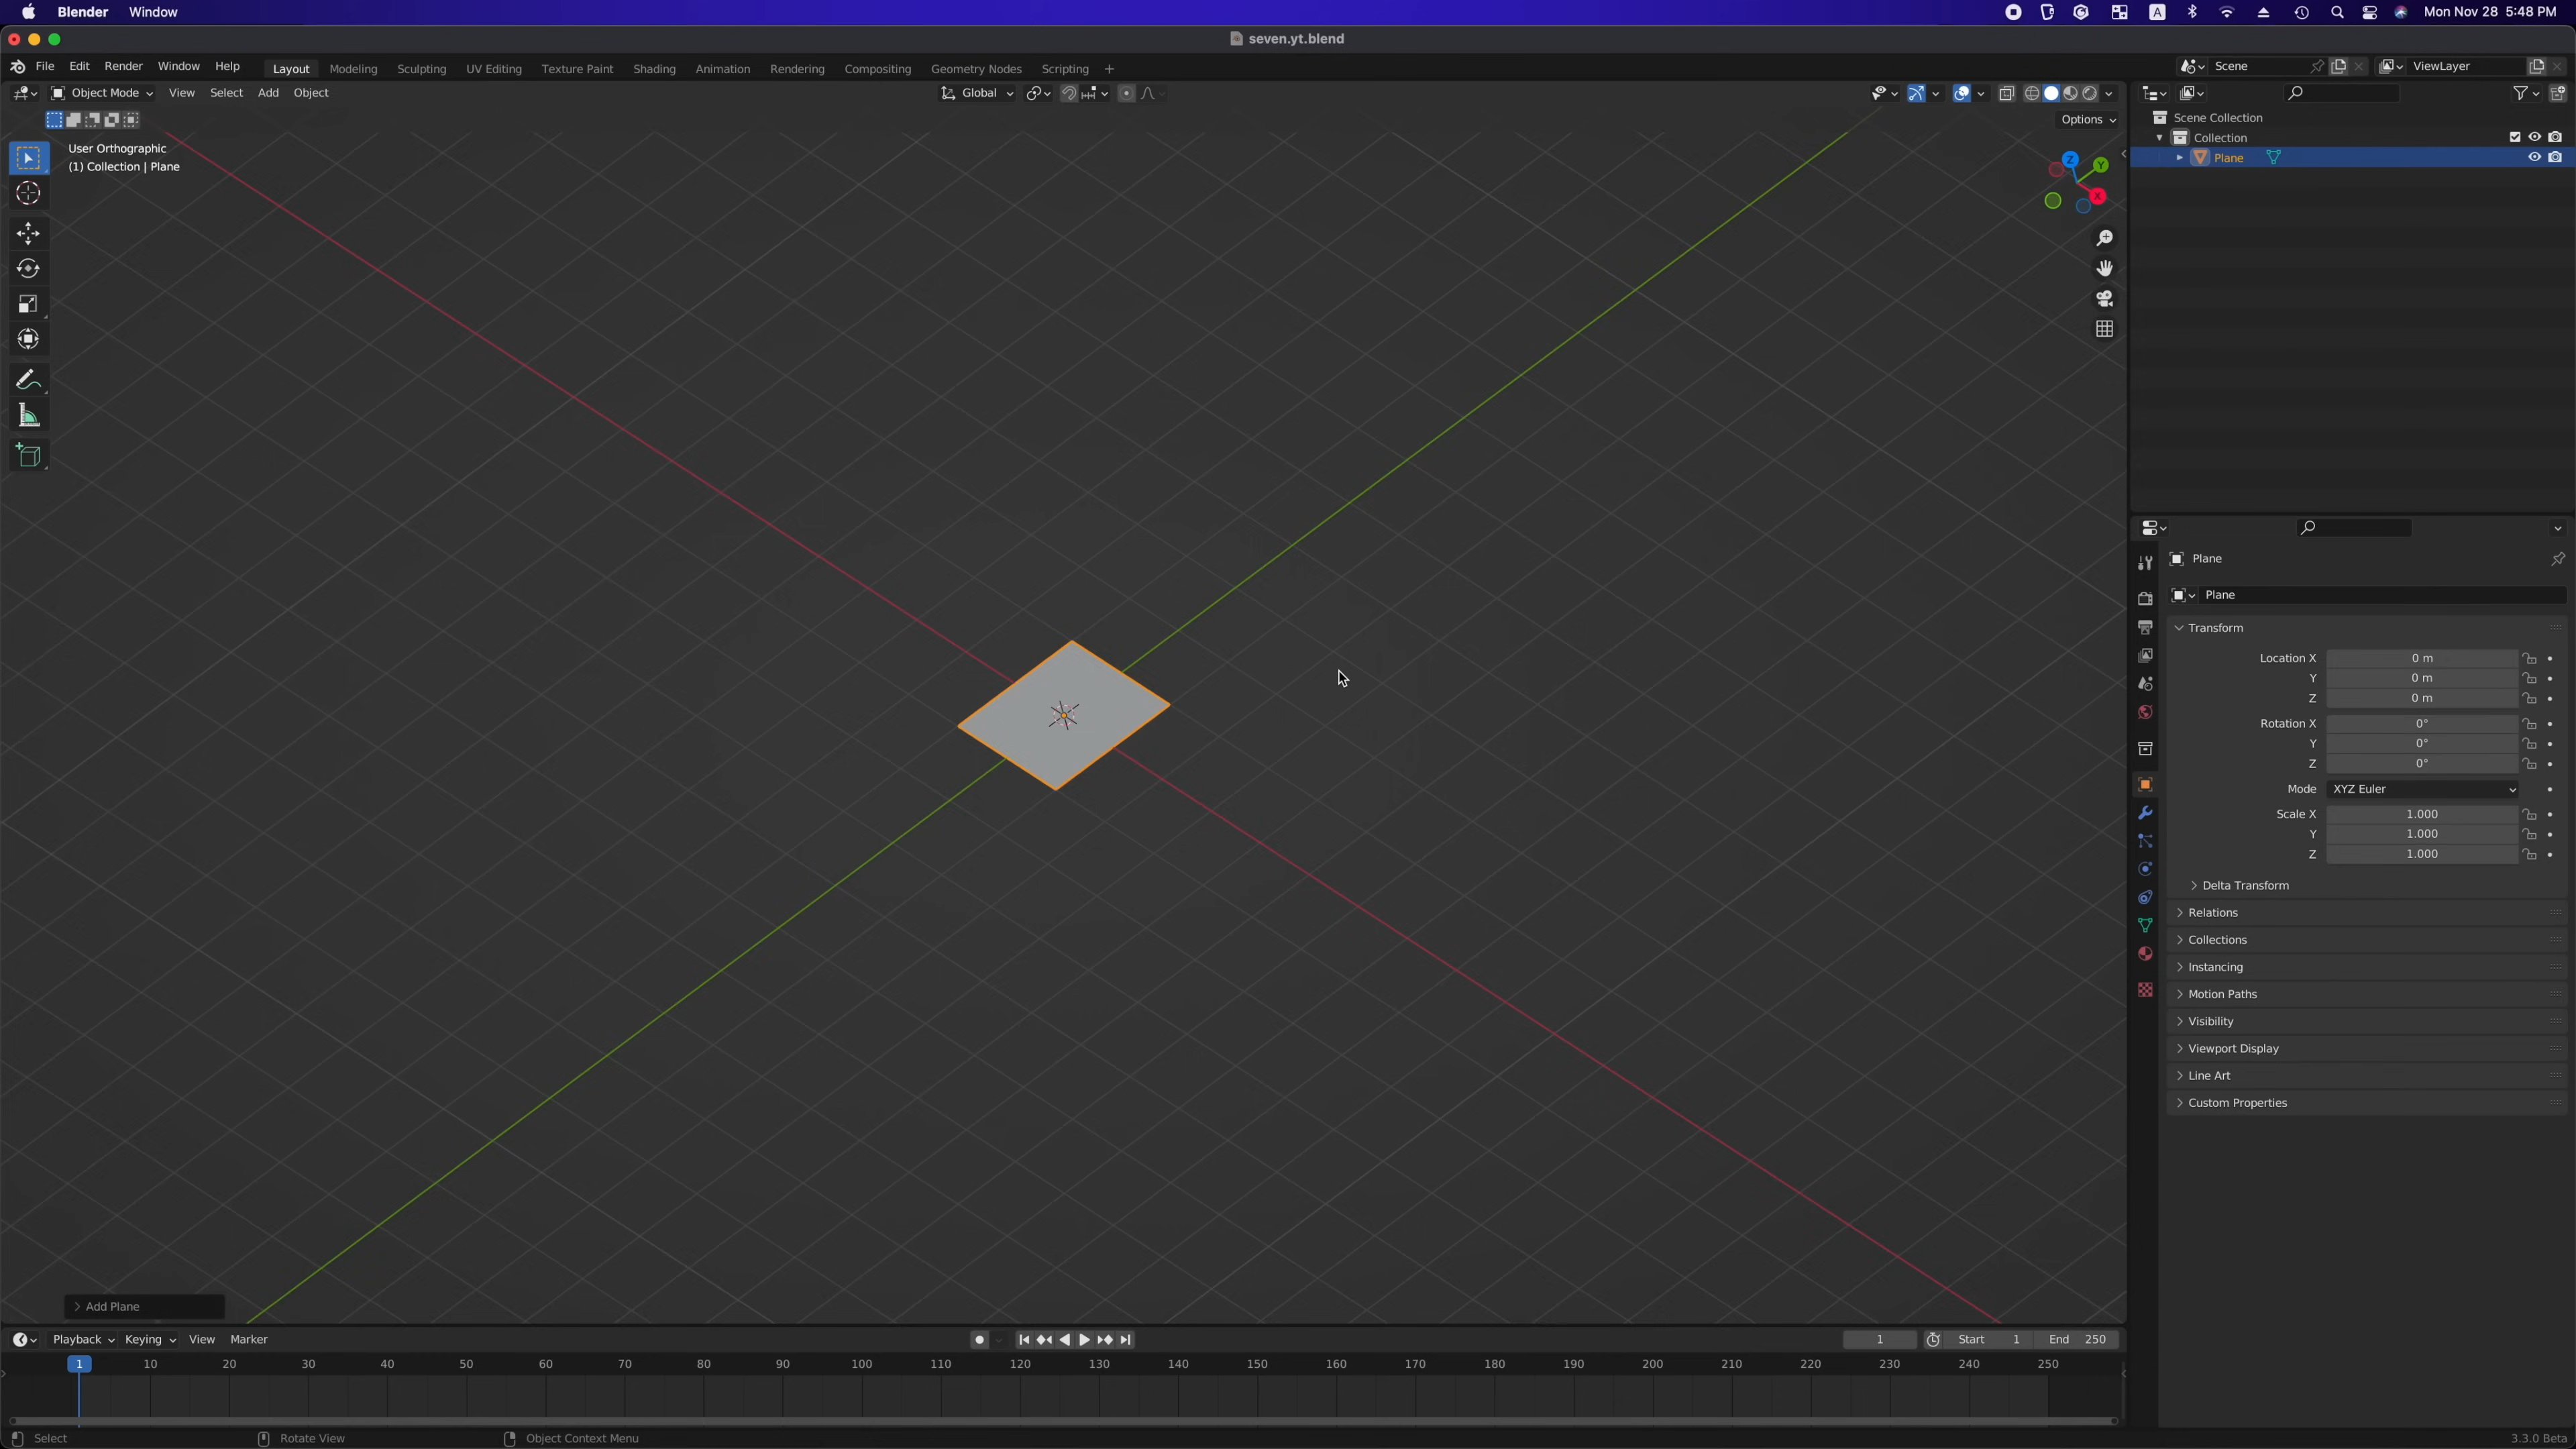 Blender Window A Mon Nov 28 5:48 PM
seven.yt.blend
File Edit Render Window Help Layout Modeling Sculpting UV Editing Texture Paint Shading Animation Rendering Compositing Geometry Nodes Scripting + Scene ViewLayer
Object Mode View Select Add Object Global
Options
User Orthographic
(1) Collection | Plane
Z
Y
X
Scene Collection
Collection
Plane
Plane
Plane
Transform
Location X 0 m
Y 0 m
Z 0 m
Rotation X 0°
Y 0°
Z 0°
Mode XYZ Euler
Scale X 1.000
Y 1.000
Z 1.000
Delta Transform
Relations
Collections
Instancing
Motion Paths
Visibility
Viewport Display
Line Art
Custom Properties
Add Plane
Playback Keying View Marker 1 Start 1 End 250
1 10 20 30 40 50 60 70 80 90 100 110 120 130 140 150 160 170 180 190 200 210 220 230 240 250
Select Rotate View Object Context Menu 3.3.0 Beta